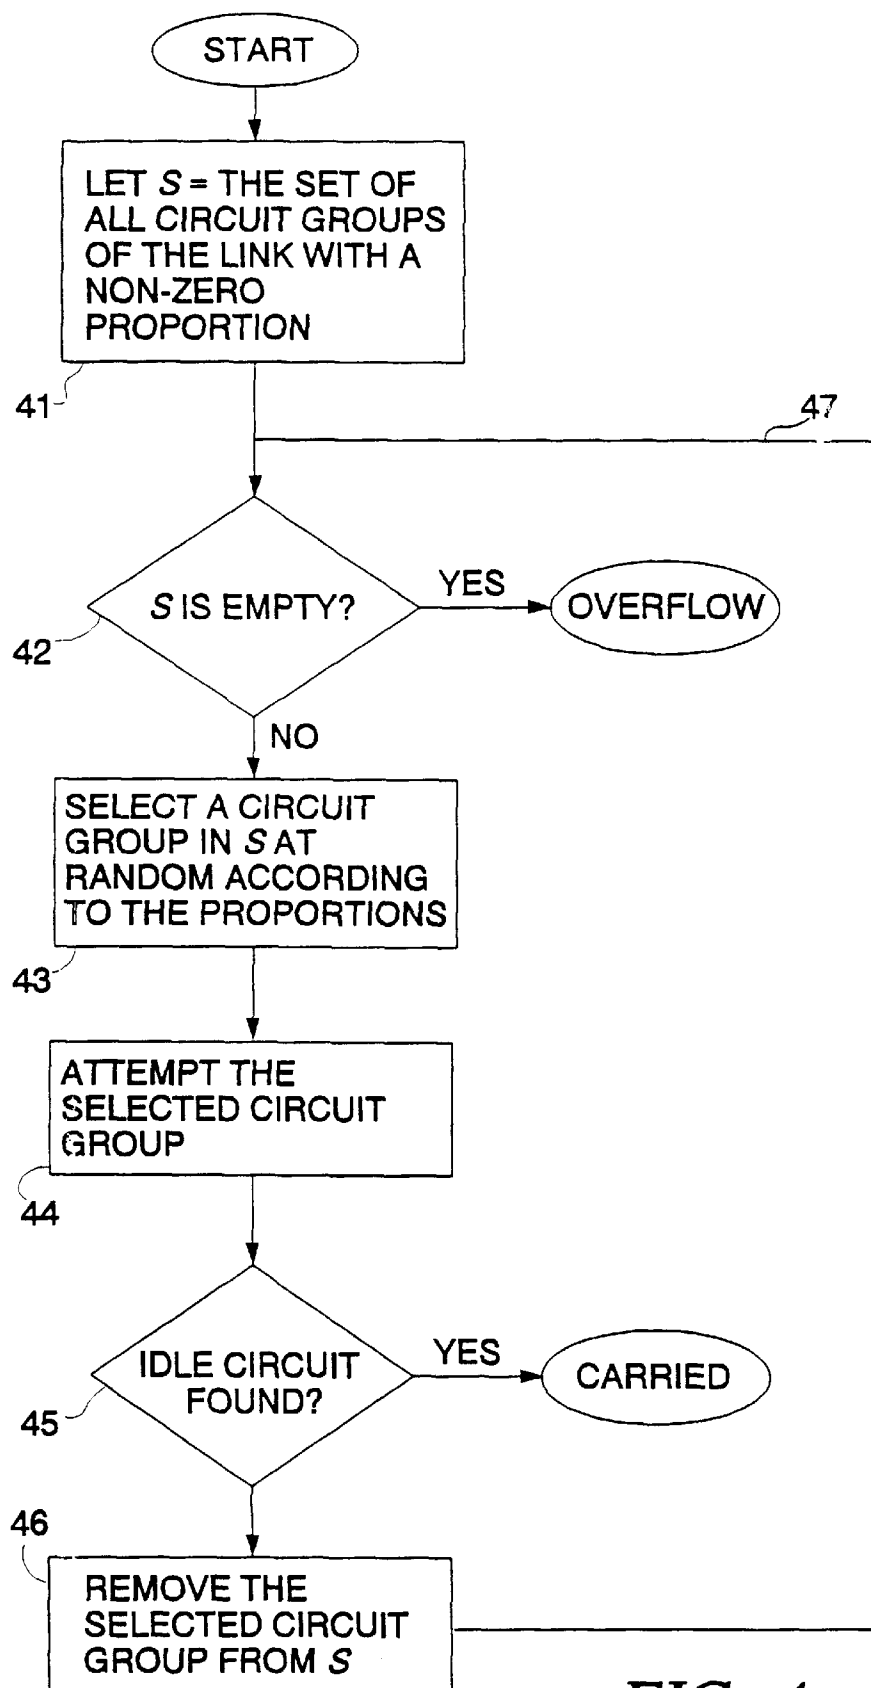 START
LET S = THE SET OF
ALL CIRCUIT GROUPS
OF THE LINK WITH A
NON-ZERO
PROPORTION
41
47
S IS EMPTY?
YES
OVERFLOW
42
NO
SELECT A CIRCUIT
GROUP IN S AT
RANDOM ACCORDING
TO THE PROPORTIONS
43
ATTEMPT THE
SELECTED CIRCUIT
GROUP
44
IDLE CIRCUIT
FOUND?
YES
CARRIED
45
46
REMOVE THE
SELECTED CIRCUIT
GROUP FROM S